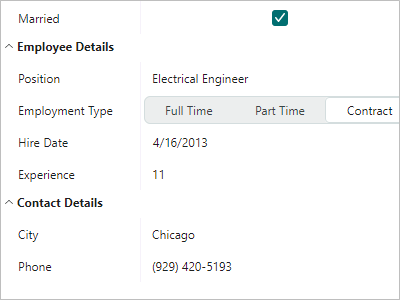 Married
Employee Details
Position Electrical Engineer
Employment Type Full Time Part Time Contract
Hire Date 4/16/2013
Experience 11
Contact Details
City Chicago
Phone (929) 420-5193